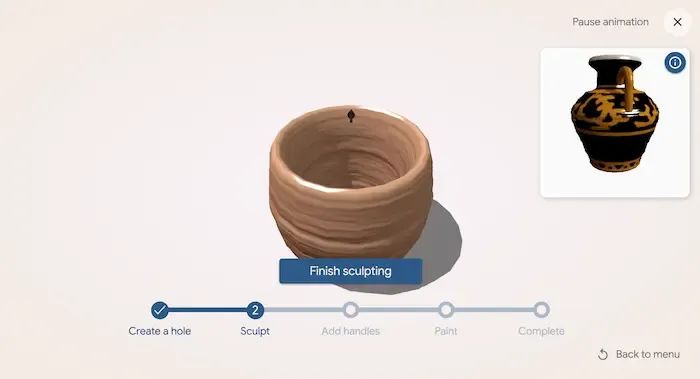 Pause animation
Finish sculpting
2
Create a hole
Sculpt
Add handles
Paint
Complete
Back to menu